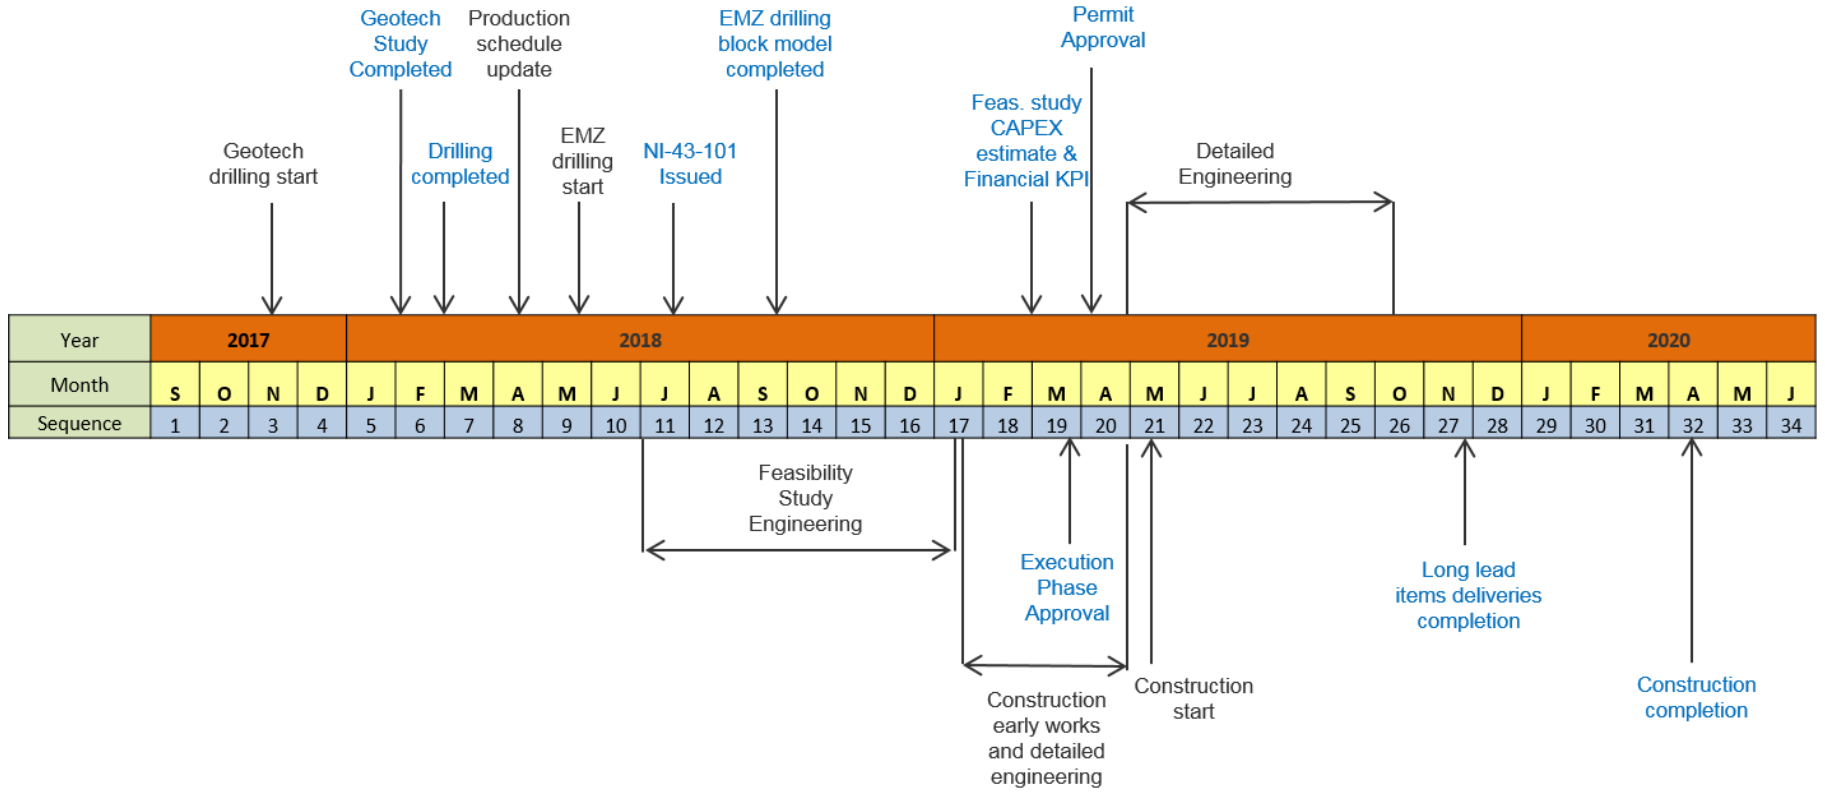 Geotech
Study
Completed
Production
schedule
update
EMZ drilling
block model
completed
Permit
Approval
Geotech
drilling start
Drilling
completed
EMZ
drilling
start
NI-43-101
Issued
Feas. study
CAPEX
estimate &
Financial KPI
Detailed
Engineering
Year 2017 2018 2019 2020
Month S O N D J F M A M J J A S O N D J F M A M J J A S O N D J F M A M J
Sequence 1 2 3 4 5 6 7 8 9 10 11 12 13 14 15 16 17 18 19 20 21 22 23 24 25 26 27 28 29 30 31 32 33 34
Feasibility
Study
Engineering
Execution
Phase
Approval
Long lead
items deliveries
completion
Construction
early works
and detailed
engineering
Construction
start
Construction
completion